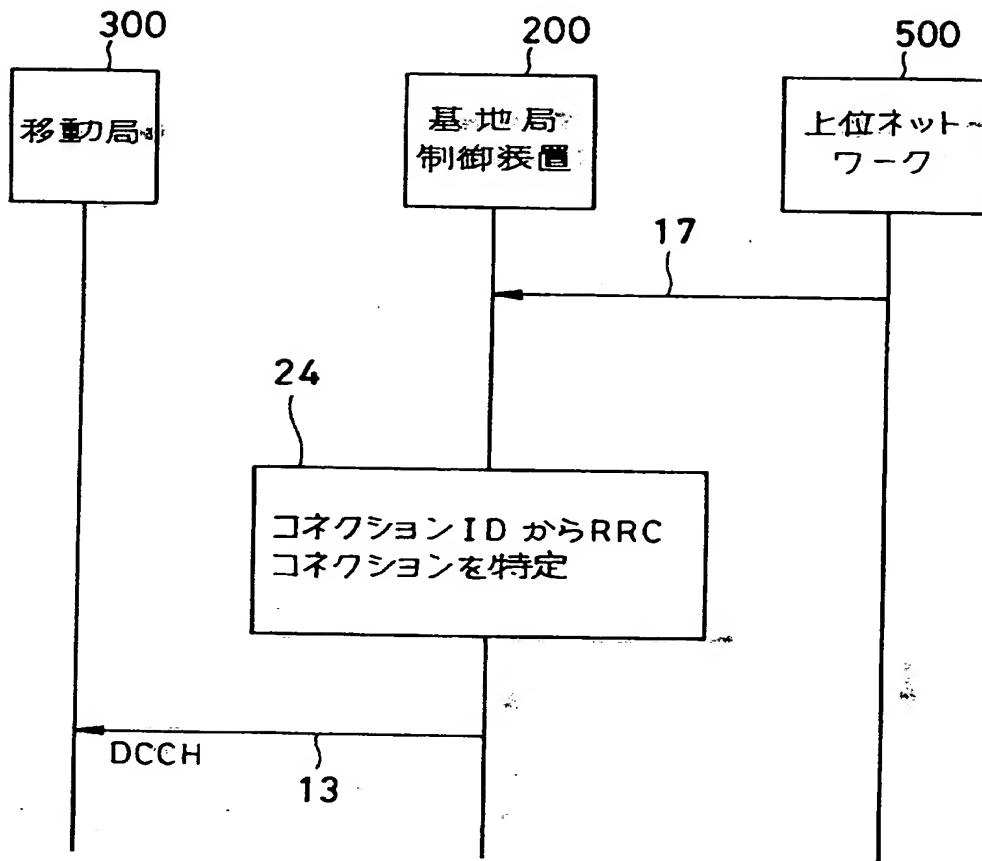 300
200
500
移動局
基地局
制御装置
上位ネット
ワーク
17
24
コネクションIDからRRC
コネクションを特定
DCCH
13